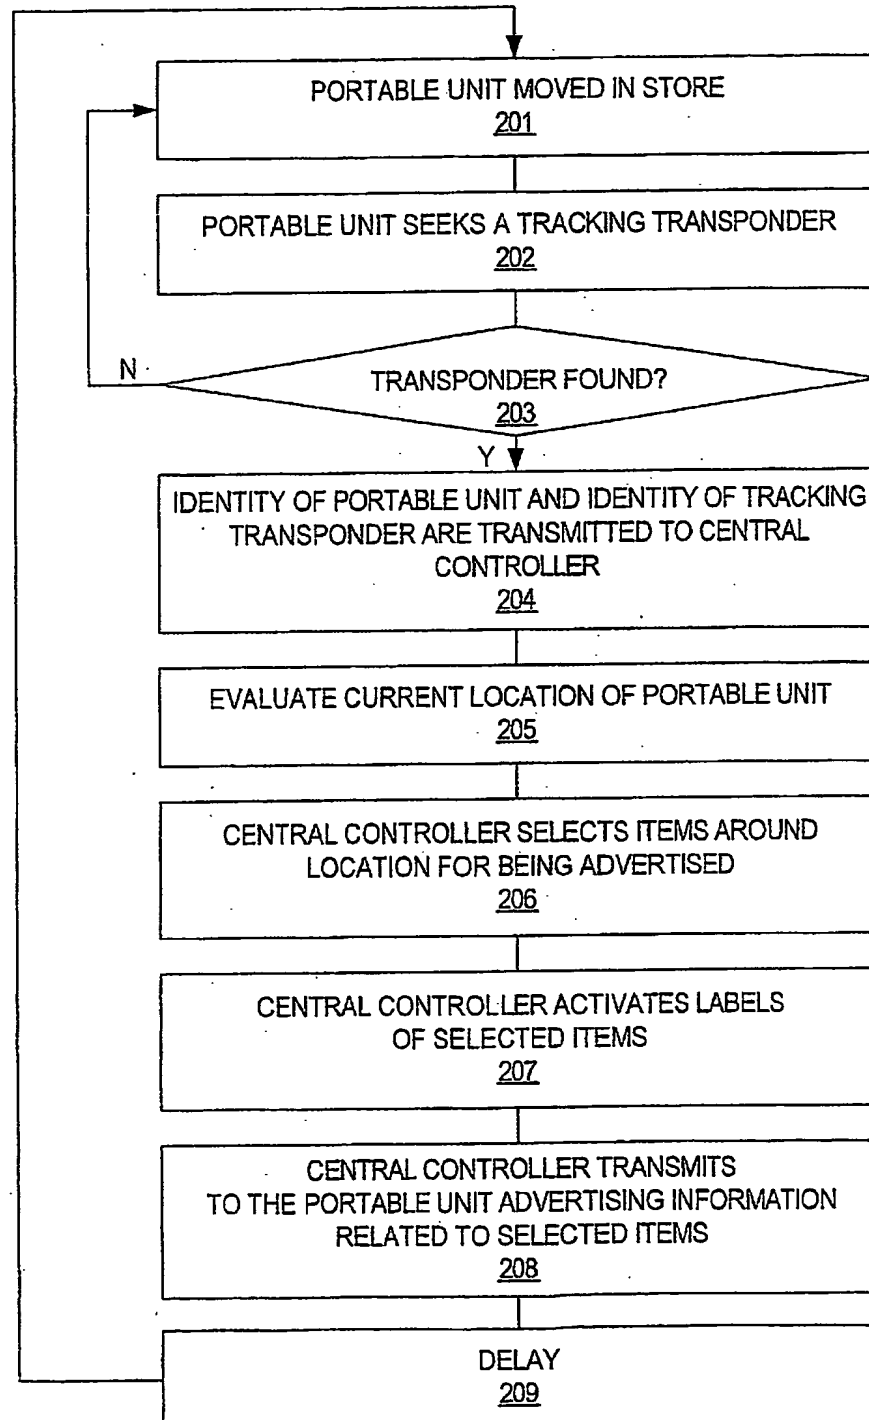 PORTABLE UNIT MOVED IN STORE
201
PORTABLE UNIT SEEKS A TRACKING TRANSPONDER
202
TRANSPONDER FOUND?
203
N
Y
IDENTITY OF PORTABLE UNIT AND IDENTITY OF TRACKING
TRANSPONDER ARE TRANSMITTED TO CENTRAL
CONTROLLER
204
EVALUATE CURRENT LOCATION OF PORTABLE UNIT
205
CENTRAL CONTROLLER SELECTS ITEMS AROUND
LOCATION FOR BEING ADVERTISED
206
CENTRAL CONTROLLER ACTIVATES LABELS
OF SELECTED ITEMS
207
CENTRAL CONTROLLER TRANSMITS
TO THE PORTABLE UNIT ADVERTISING INFORMATION
RELATED TO SELECTED ITEMS
208
DELAY
209